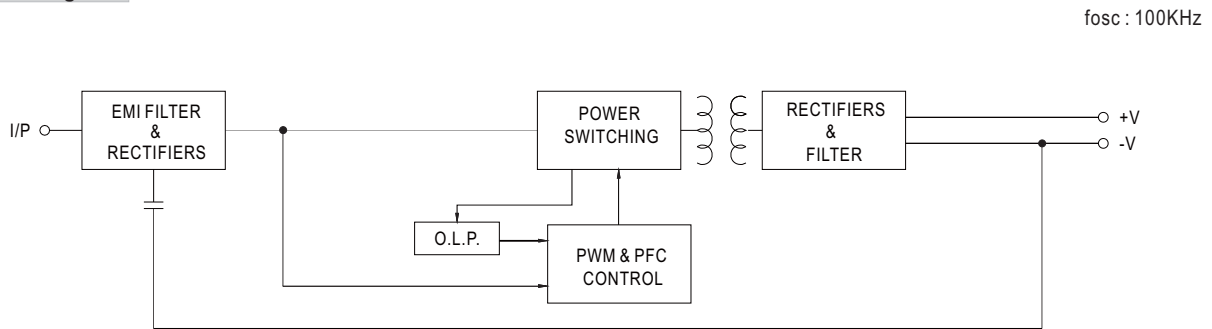 fosc : 100KHz
I/P
EMI FILTER
&
RECTIFIERS
POWER
SWITCHING
RECTIFIERS
&
FILTER
+V
-V
O.L.P.
PWM & PFC
CONTROL